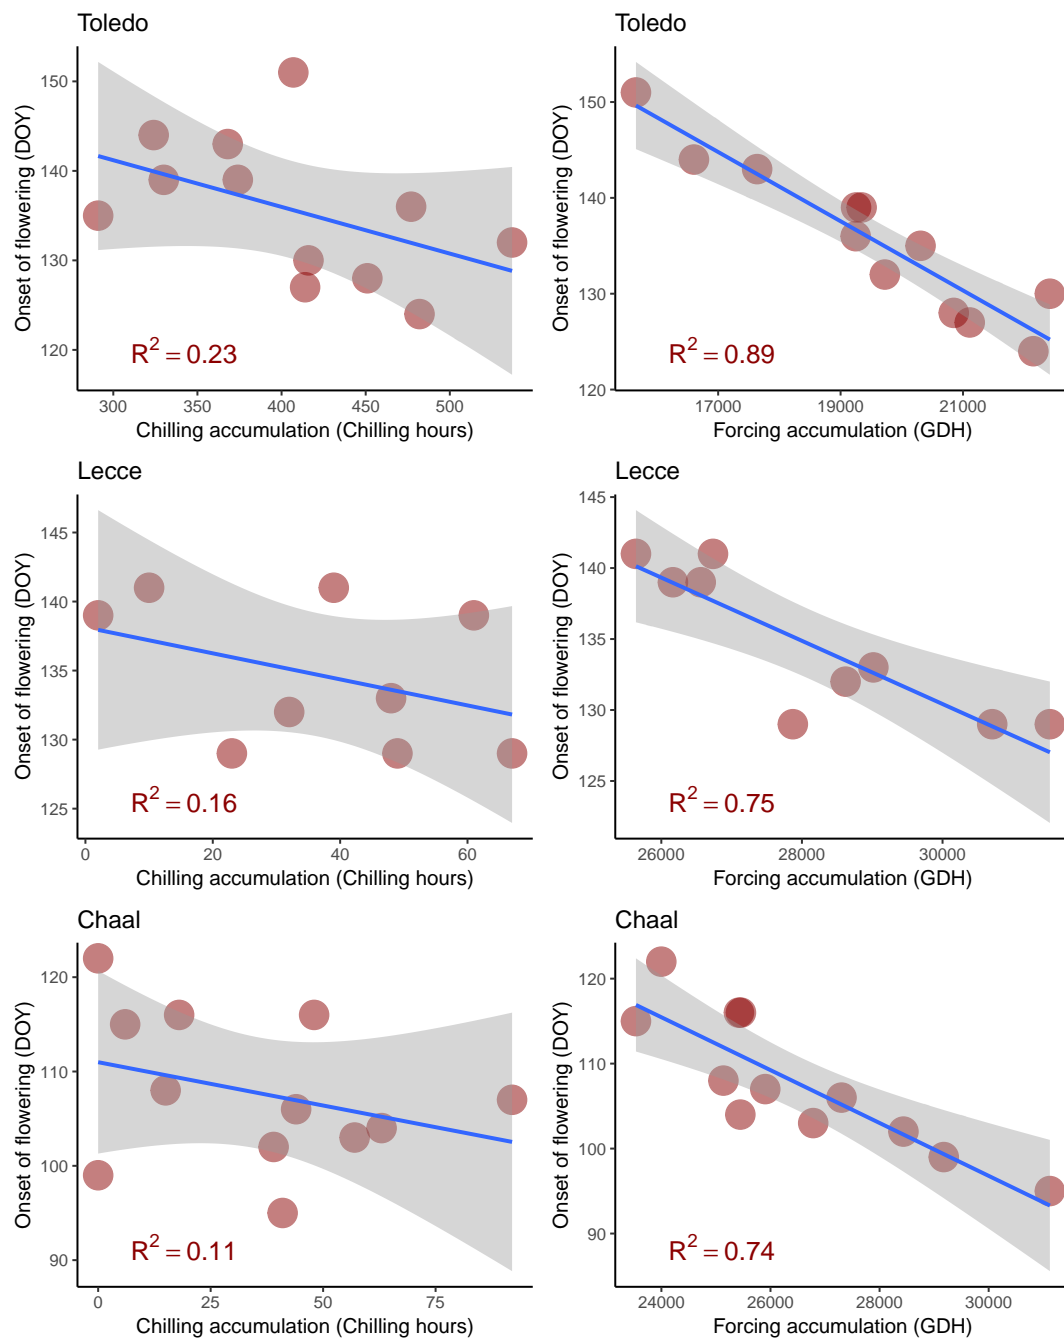 Toledo
Onset of flowering (DOY)
150
140
130
120
R² = 0.23
300 350 400 450 500
Chilling accumulation (Chilling hours)
Toledo
Onset of flowering (DOY)
150
140
130
120
R² = 0.89
17000 19000 21000
Forcing accumulation (GDH)
Lecce
Onset of flowering (DOY)
145
140
135
130
125
R² = 0.16
0 20 40 60
Chilling accumulation (Chilling hours)
Lecce
Onset of flowering (DOY)
145
140
135
130
125
R² = 0.75
26000 28000 30000
Forcing accumulation (GDH)
Chaal
Onset of flowering (DOY)
120
110
100
90
R² = 0.11
0 25 50 75
Chilling accumulation (Chilling hours)
Chaal
Onset of flowering (DOY)
120
110
100
90
R² = 0.74
24000 26000 28000 30000
Forcing accumulation (GDH)